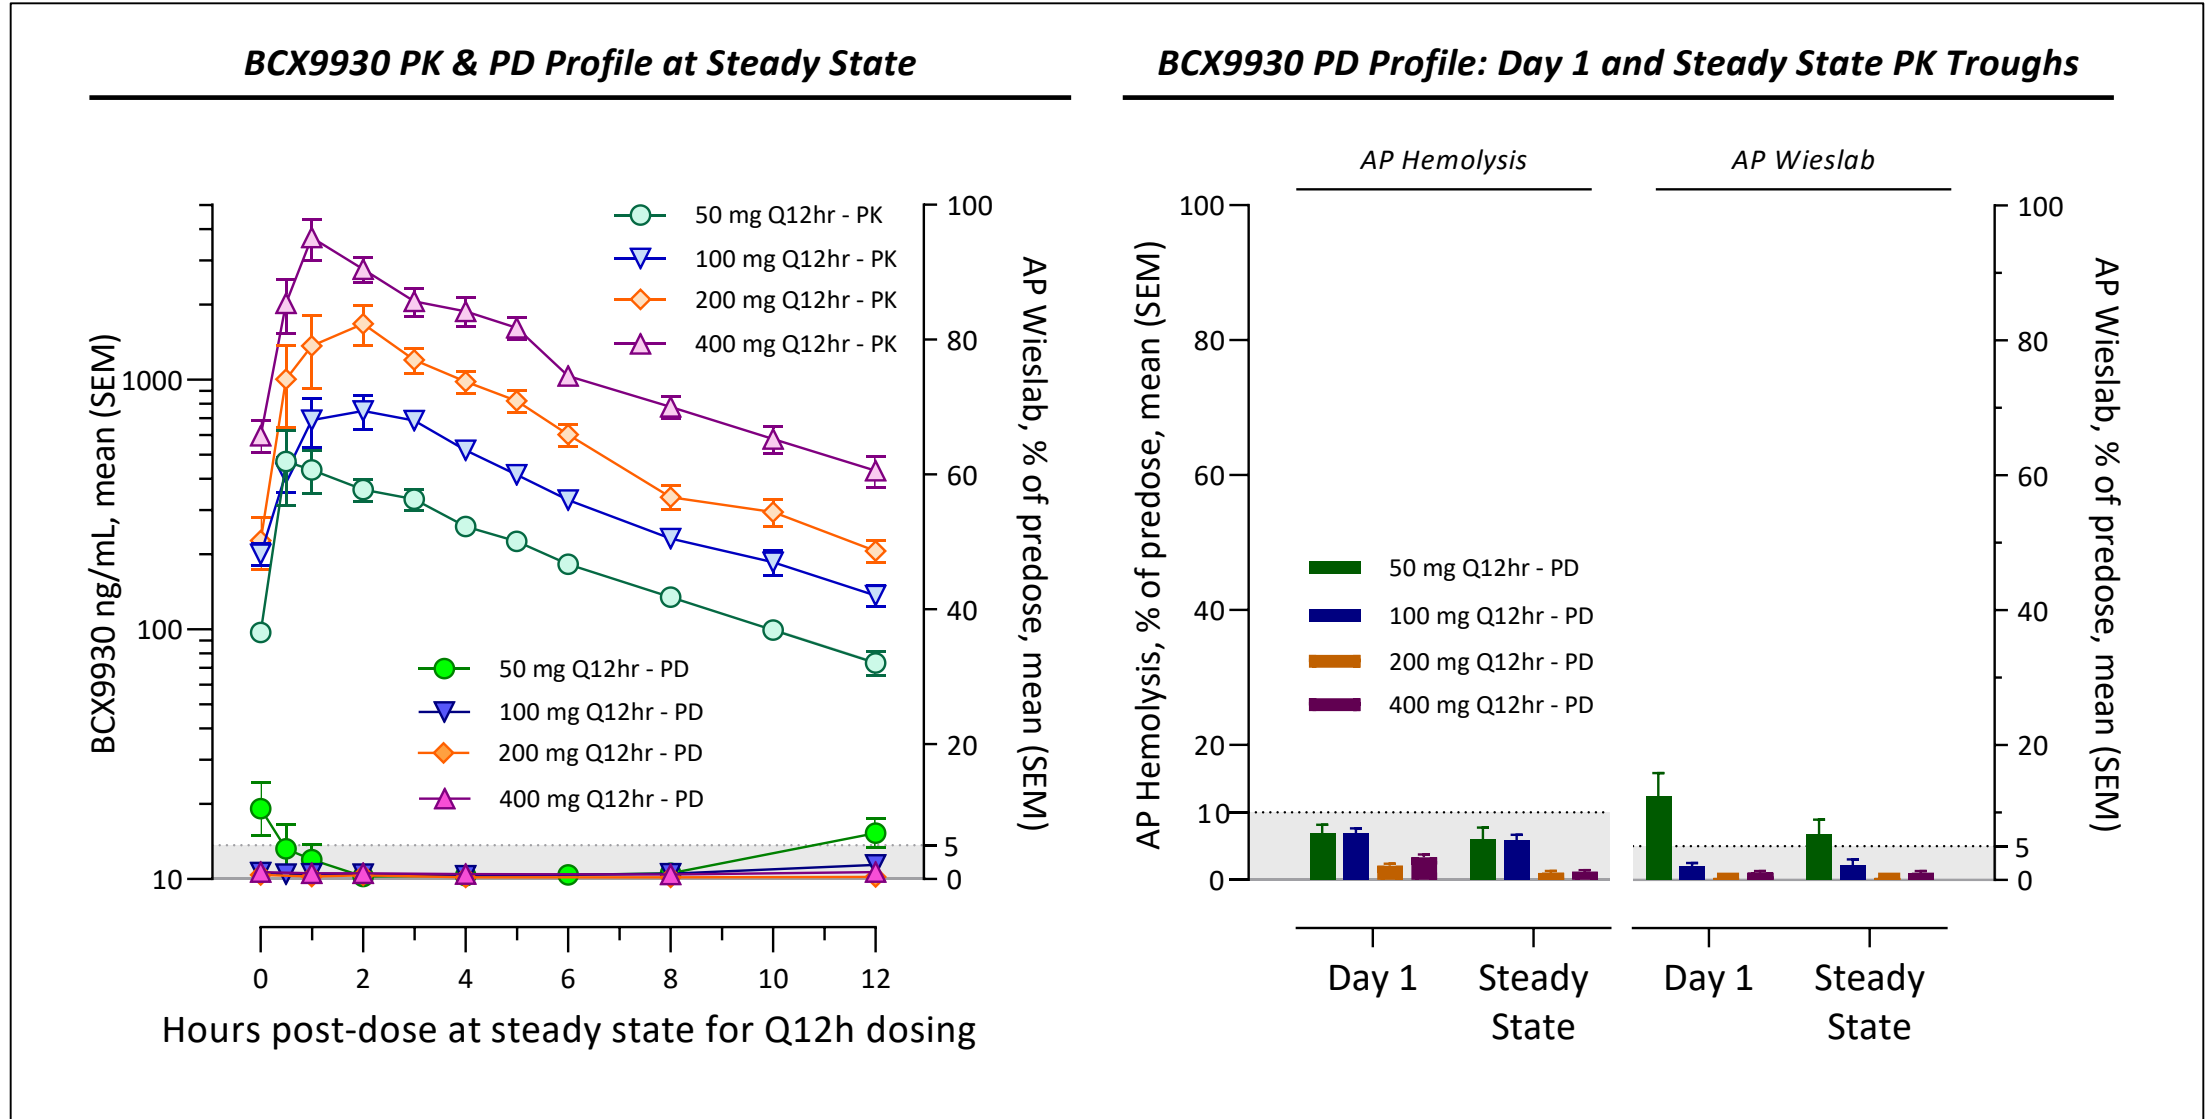 BCX9930 PK & PD Profile at Steady State
BCX9930 ng/mL, mean (SEM)
1000
100
10
50 mg Q12hr - PK
100 mg Q12hr - PK
200 mg Q12hr - PK
400 mg Q12hr - PK
50 mg Q12hr - PD
100 mg Q12hr - PD
200 mg Q12hr - PD
400 mg Q12hr - PD
100
80
60
40
20
5
0
AP Wieslab, % of predose, mean (SEM)
0 2 4 6 8 10 12
Hours post-dose at steady state for Q12h dosing
BCX9930 PD Profile: Day 1 and Steady State PK Troughs
AP Hemolysis
AP Wieslab
AP Hemolysis, % of predose, mean (SEM)
100
80
60
40
20
10
0
50 mg Q12hr - PD
100 mg Q12hr - PD
200 mg Q12hr - PD
400 mg Q12hr - PD
100
80
60
40
20
5
0
AP Wieslab, % of predose, mean (SEM)
Day 1
Steady
State
Day 1
Steady
State